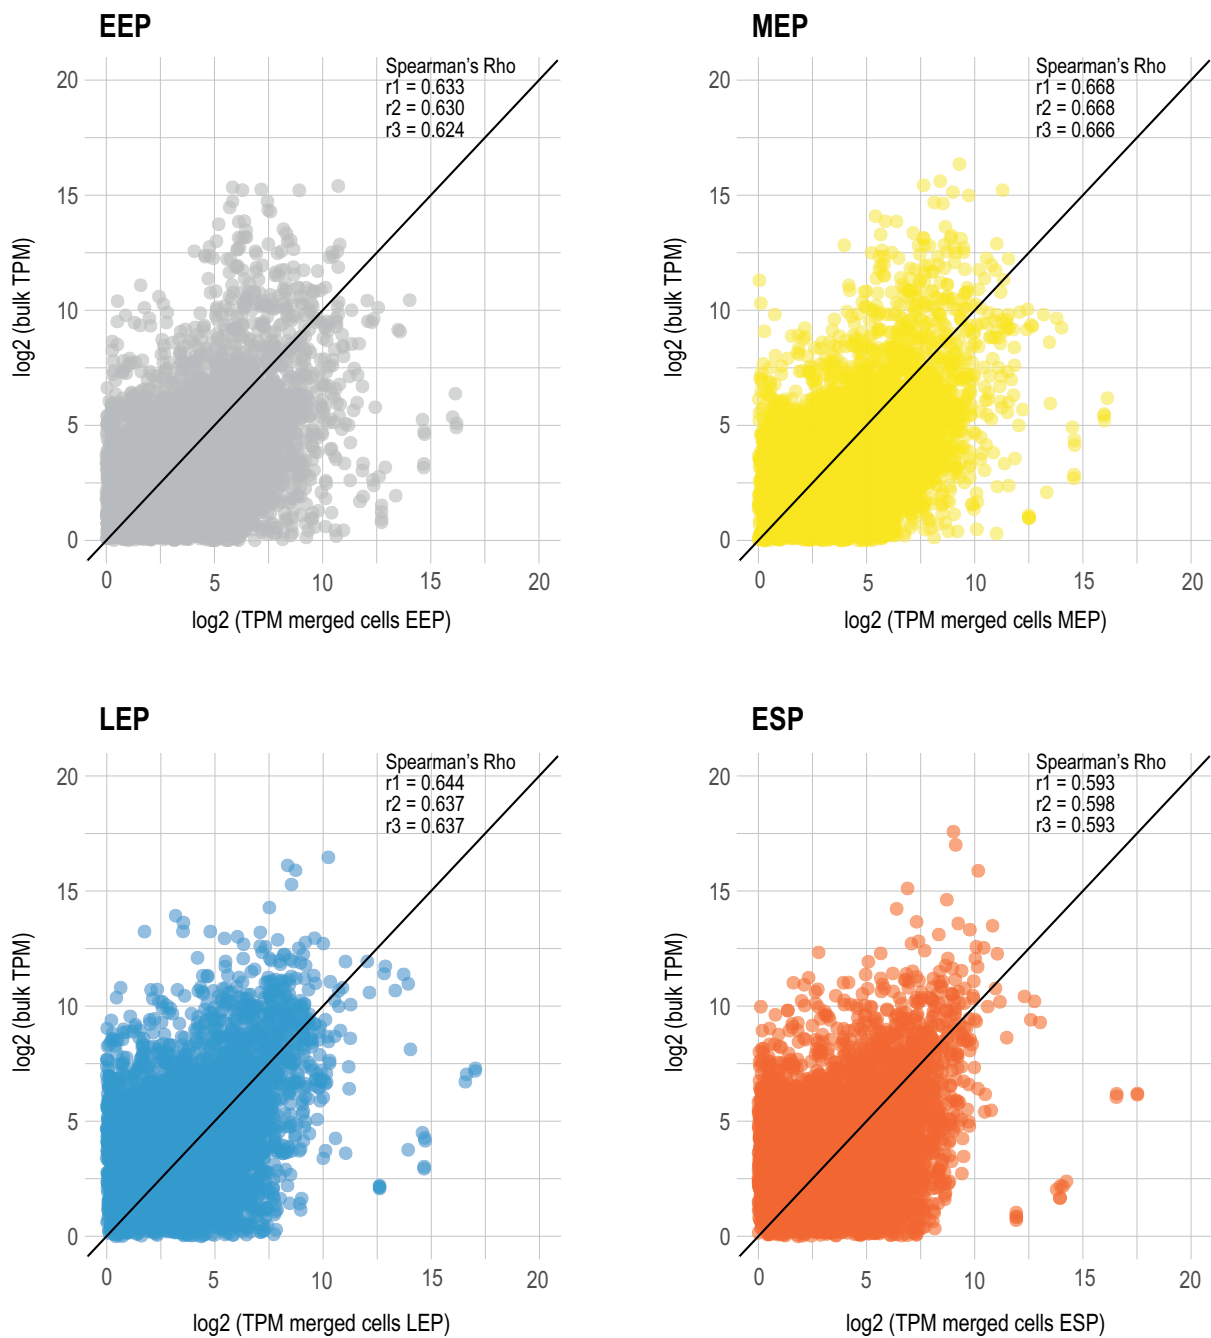 EEP
Spearman's Rho
r1 = 0.633
r2 = 0.630
r3 = 0.624
20
15
10
5
0
log2 (bulk TPM)
0 5 10 15 20
log2 (TPM merged cells EEP)
MEP
Spearman's Rho
r1 = 0.668
r2 = 0.668
r3 = 0.666
20
15
10
5
0
log2 (bulk TPM)
0 5 10 15 20
log2 (TPM merged cells MEP)
LEP
Spearman's Rho
r1 = 0.644
r2 = 0.637
r3 = 0.637
20
15
10
5
0
log2 (bulk TPM)
0 5 10 15 20
log2 (TPM merged cells LEP)
ESP
Spearman's Rho
r1 = 0.593
r2 = 0.598
r3 = 0.593
20
15
10
5
0
log2 (bulk TPM)
0 5 10 15 20
log2 (TPM merged cells ESP)